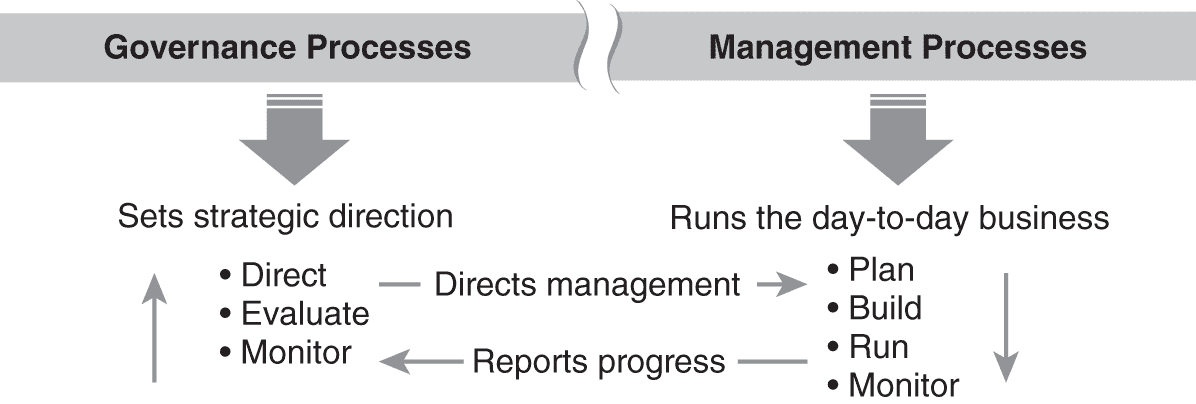 Governance Processes
Management Processes
Sets strategic direction
Runs the day-to-day business
• Direct
• Evaluate
• Monitor
Directs management
Reports progress
• Plan
• Build
• Run
• Monitor